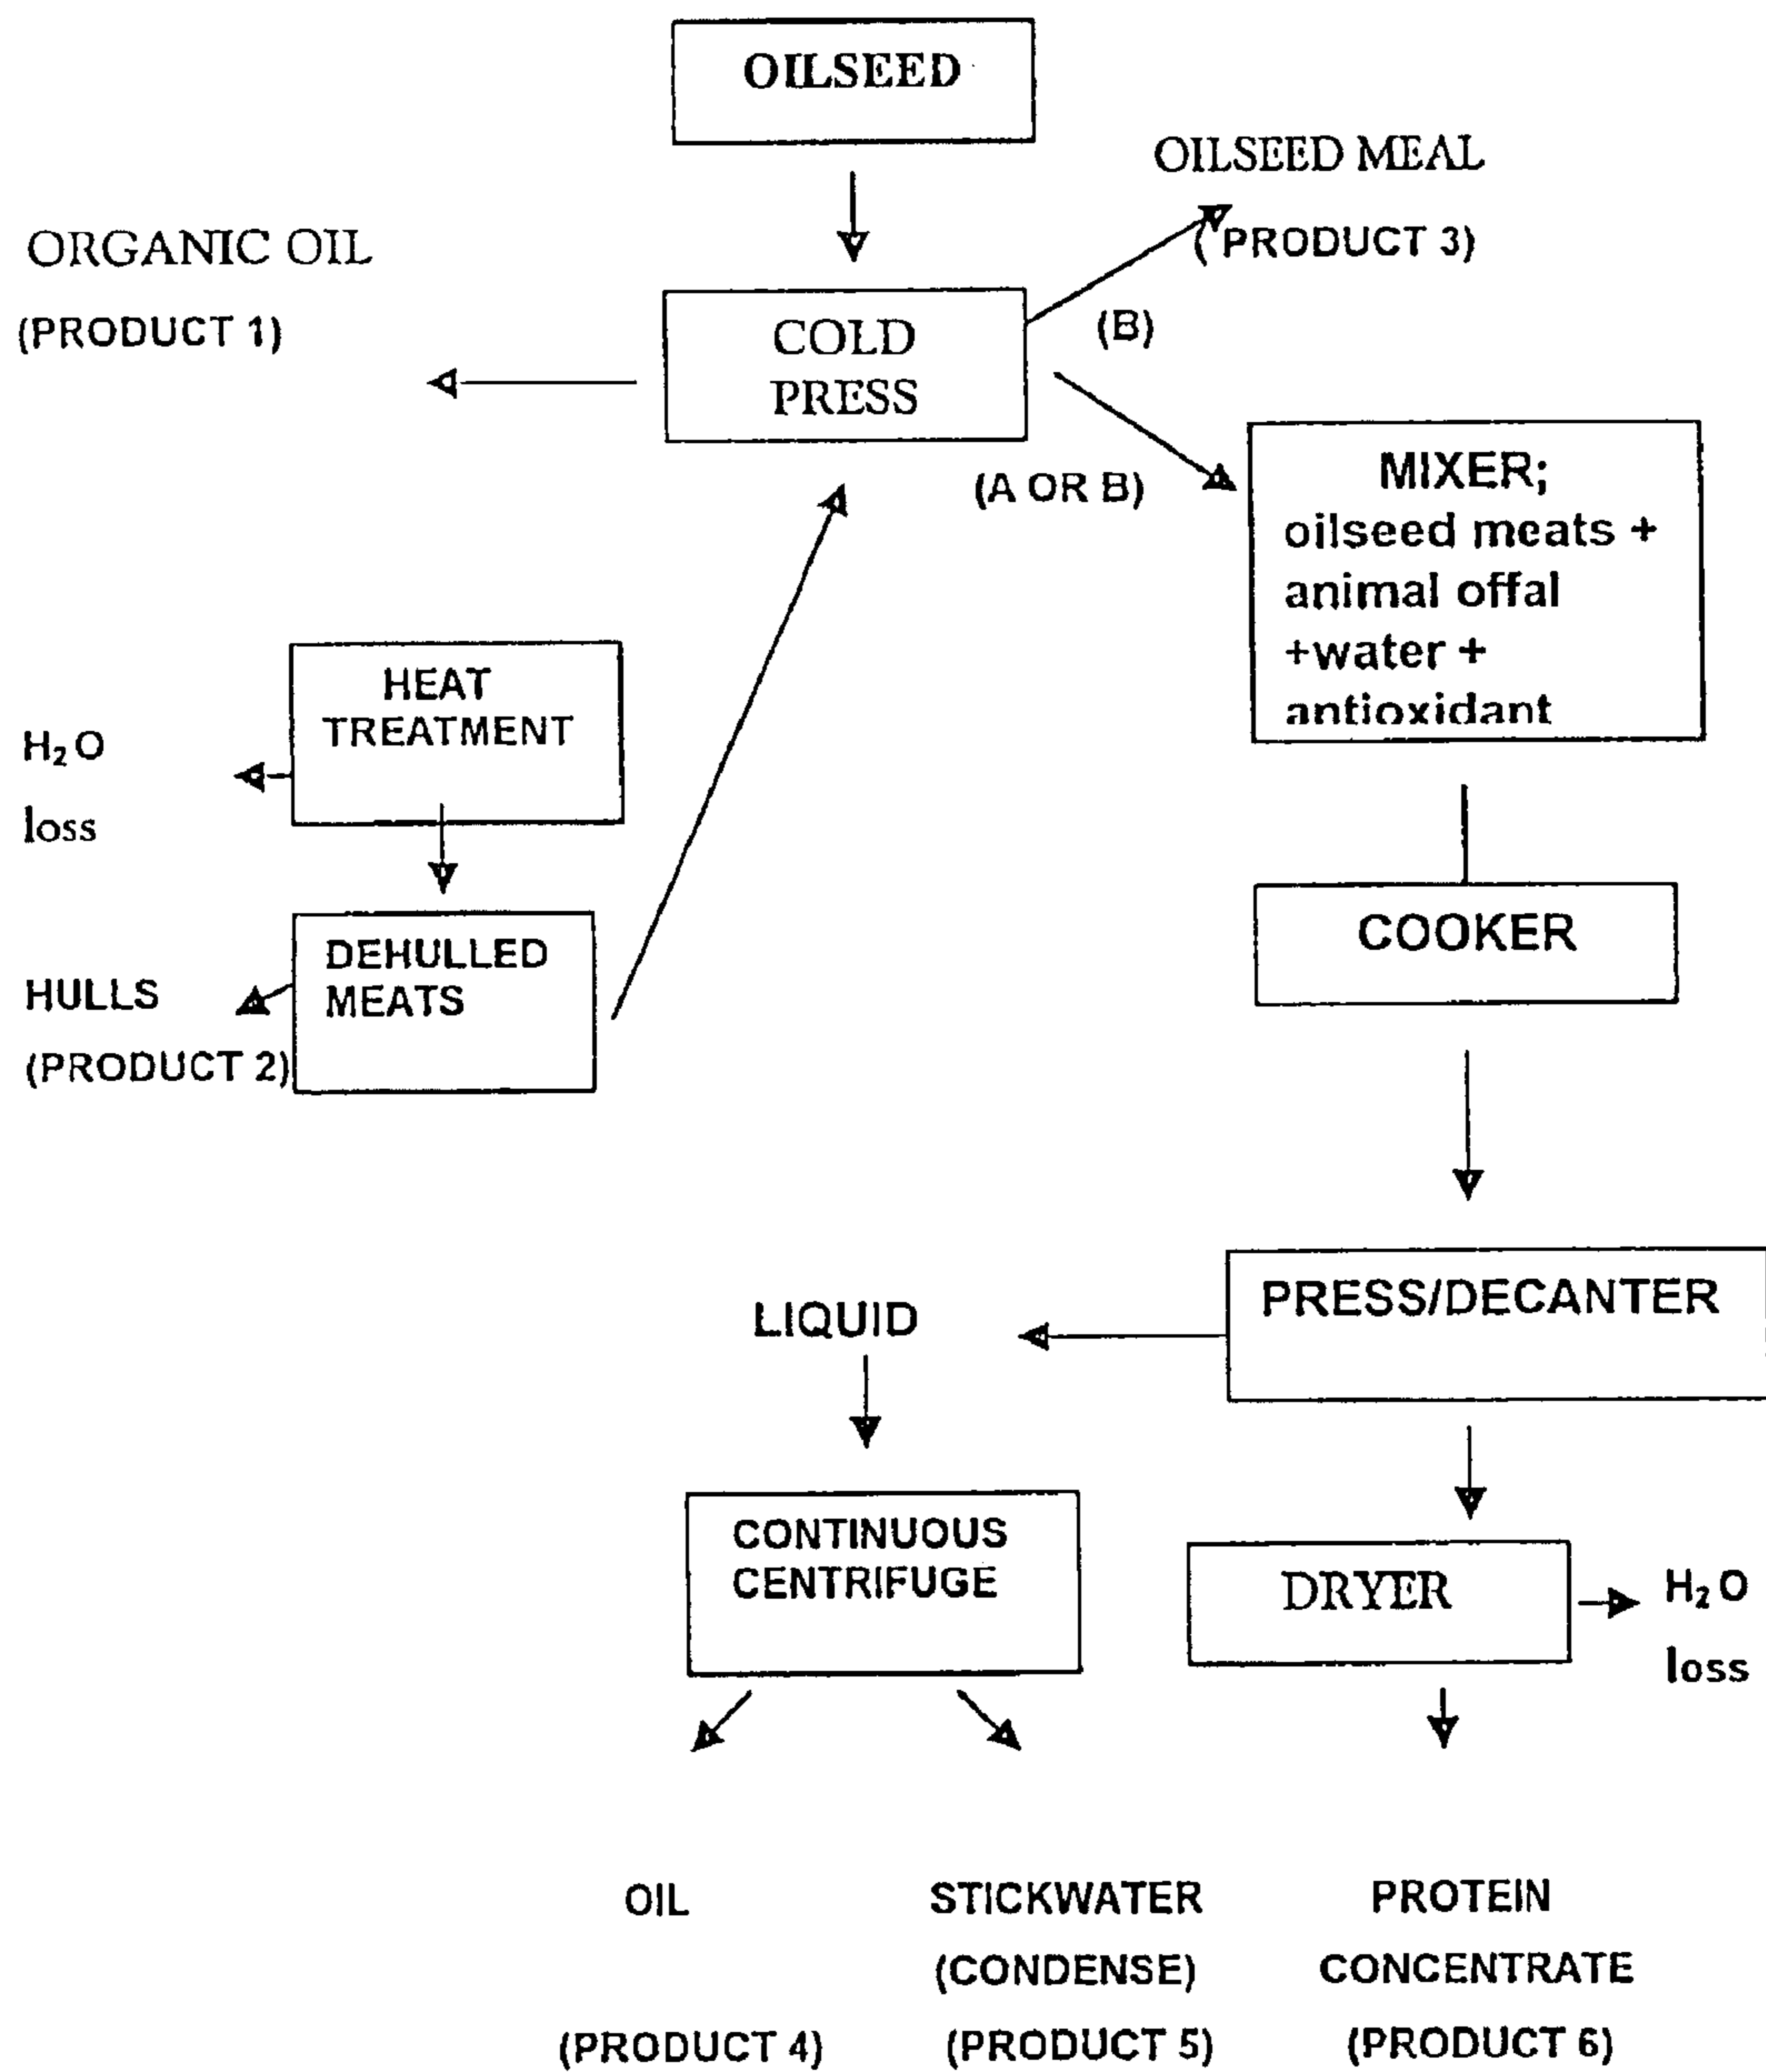 OILSEED
OILSEED MEAL
( PRODUCT 3)
ORGANIC OIL
(PRODUCT 1)
COLD
PRESS
(B)
(A OR B)
MIXER;
oilseed meats +
animal offal
+water +
antioxidant
HEAT
TREATMENT
H₂O
loss
DEHULLED
MEATS
HULLS
(PRODUCT 2)
COOKER
PRESS/DECANTER
LIQUID
CONTINUOUS
CENTRIFUGE
DRYER
H₂O
loss
OIL
(PRODUCT 4)
STICKWATER
(CONDENSE)
(PRODUCT 5)
PROTEIN
CONCENTRATE
(PRODUCT 6)